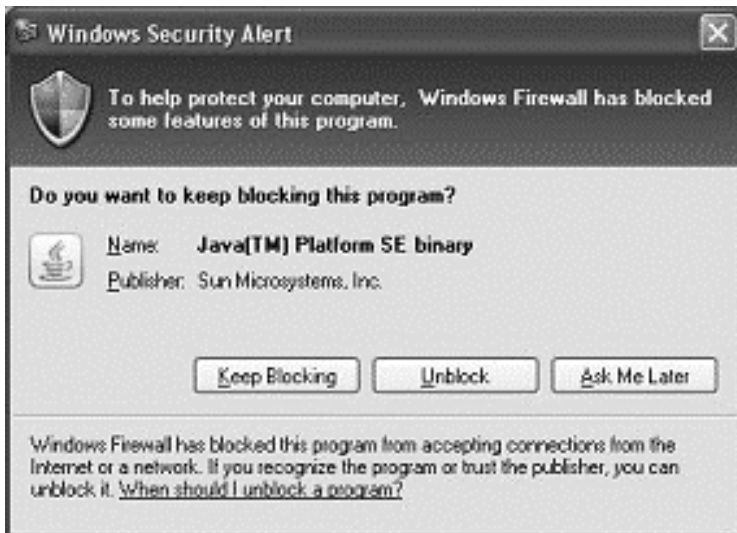 Windows Security Alert
To help protect your computer, Windows Firewall has blocked
some features of this program.
Do you want to keep blocking this program?
Name: Java(TM) Platform SE binary
Publisher: Sun Microsystems, Inc.
Keep Blocking Unblock Ask Me Later
Windows Firewall has blocked this program from accepting connections from the
Internet or a network. If you recognize the program or trust the publisher, you can
unblock it. When should I unblock a program?